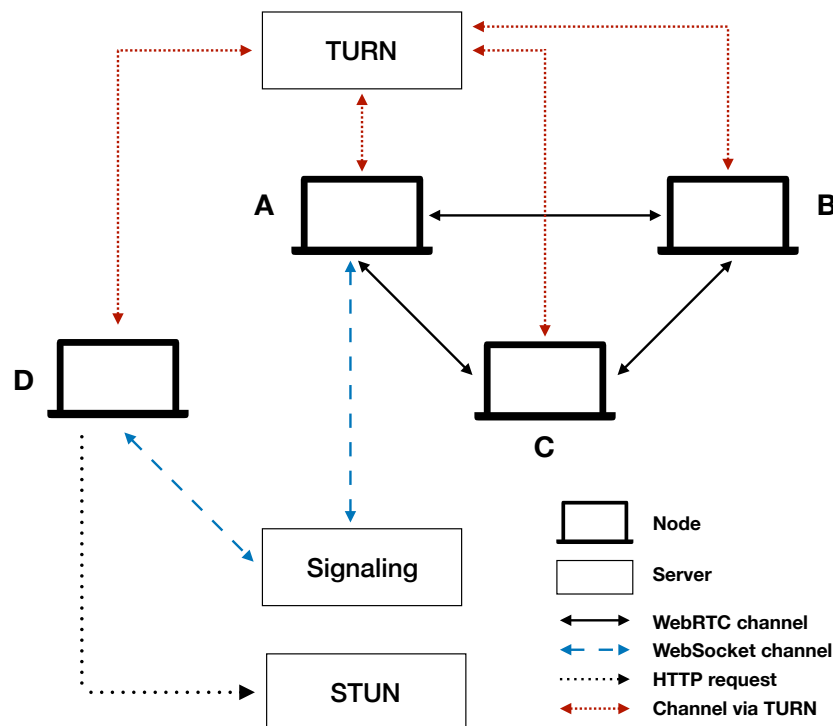 TURN
A
B
D
C
Signaling
STUN
Node
Server
WebRTC channel
WebSocket channel
HTTP request
Channel via TURN